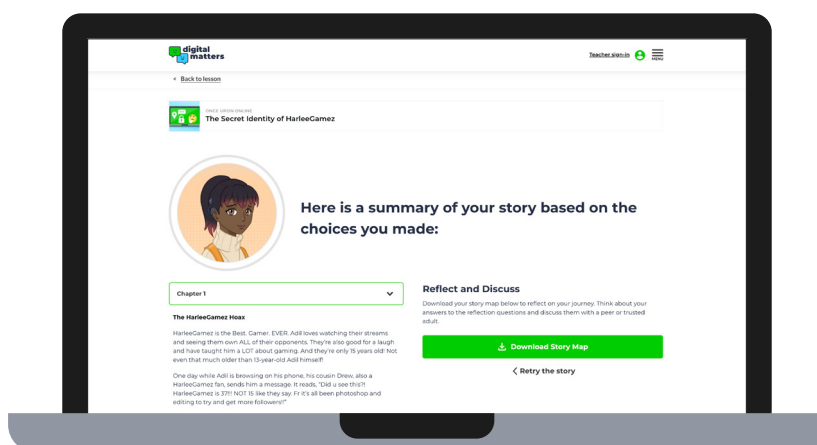 digital
matters
Teacher sign-in
MENU
Back to lesson
ONCE UPON ONLINE
The Secret Identity of HarleeGamez
Here is a summary of your story based on the
choices you made:
Chapter 1
The HarleeGamez Hoax
HarleeGamez is the Best. Gamer. EVER. Adil loves watching their streams
and seeing them own ALL of their opponents. They're also good for a laugh
and have taught him a LOT about gaming. And they're only 15 years old! Not
even that much older than 13-year-old Adil himself!
One day while Adil is browsing on his phone, his cousin Drew, also a
HarleeGamez fan, sends him a message. It reads, "Did u see this?!
HarleeGamez is 37!!! NOT 15 like they say. Fr it's all been photoshop and
editing to try and get more followers!!"
Reflect and Discuss
Download your story map below to reflect on your journey. Think about your
answers to the reflection questions and discuss them with a peer or trusted
adult.
Download Story Map
Retry the story